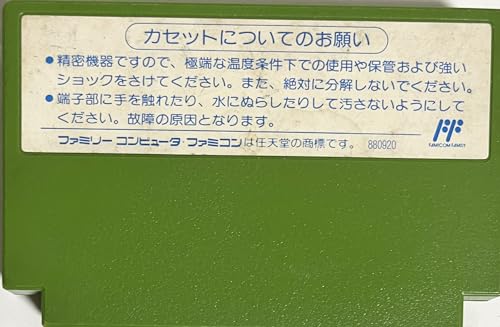 カセットについてのお願い
●精密機器ですので、極端な温度条件下での使用や保管および強い
ショックをさけてください。また、絶対に分解しないでください。
●端子部に手を触れたり、水にぬらしたりして汚さないようにして
ください。故障の原因となります。
FAMICOM FAMILY
ファミリー コンピュータ・ファミコンは任天堂の商標です。 880920